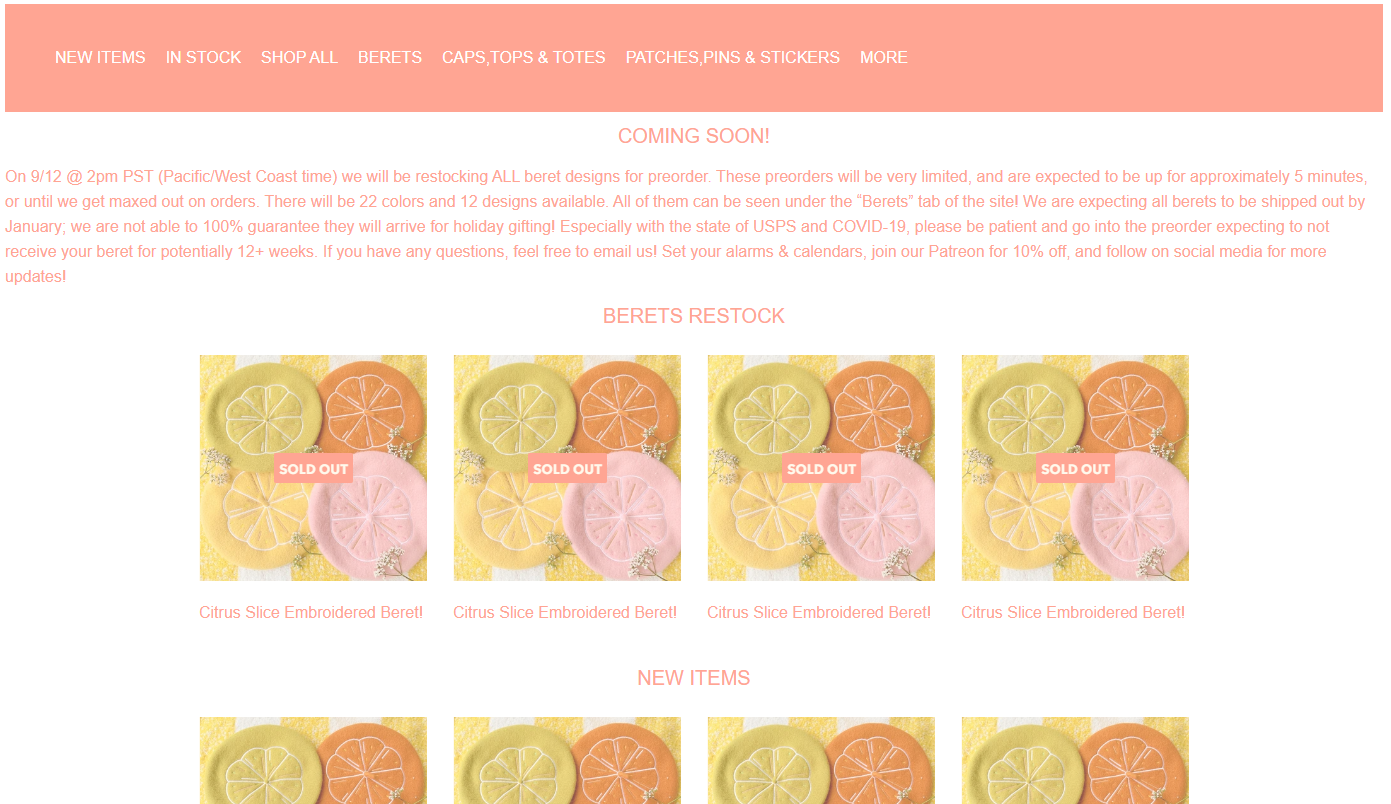 NEW ITEMS IN STOCK SHOP ALL BERETS CAPS,TOPS & TOTES PATCHES,PINS & STICKERS MORE
COMING SOON!
On 9/12 @ 2pm PST (Pacific/West Coast time) we will be restocking ALL beret designs for preorder. These preorders will be very limited, and are expected to be up for approximately 5 minutes,
or until we get maxed out on orders. There will be 22 colors and 12 designs available. All of them can be seen under the “Berets” tab of the site! We are expecting all berets to be shipped out by
January; we are not able to 100% guarantee they will arrive for holiday gifting! Especially with the state of USPS and COVID-19, please be patient and go into the preorder expecting to not
receive your beret for potentially 12+ weeks. If you have any questions, feel free to email us! Set your alarms & calendars, join our Patreon for 10% off, and follow on social media for more
updates!
BERETS RESTOCK
SOLD OUT SOLD OUT SOLD OUT SOLD OUT
Citrus Slice Embroidered Beret! Citrus Slice Embroidered Beret! Citrus Slice Embroidered Beret! Citrus Slice Embroidered Beret!
NEW ITEMS